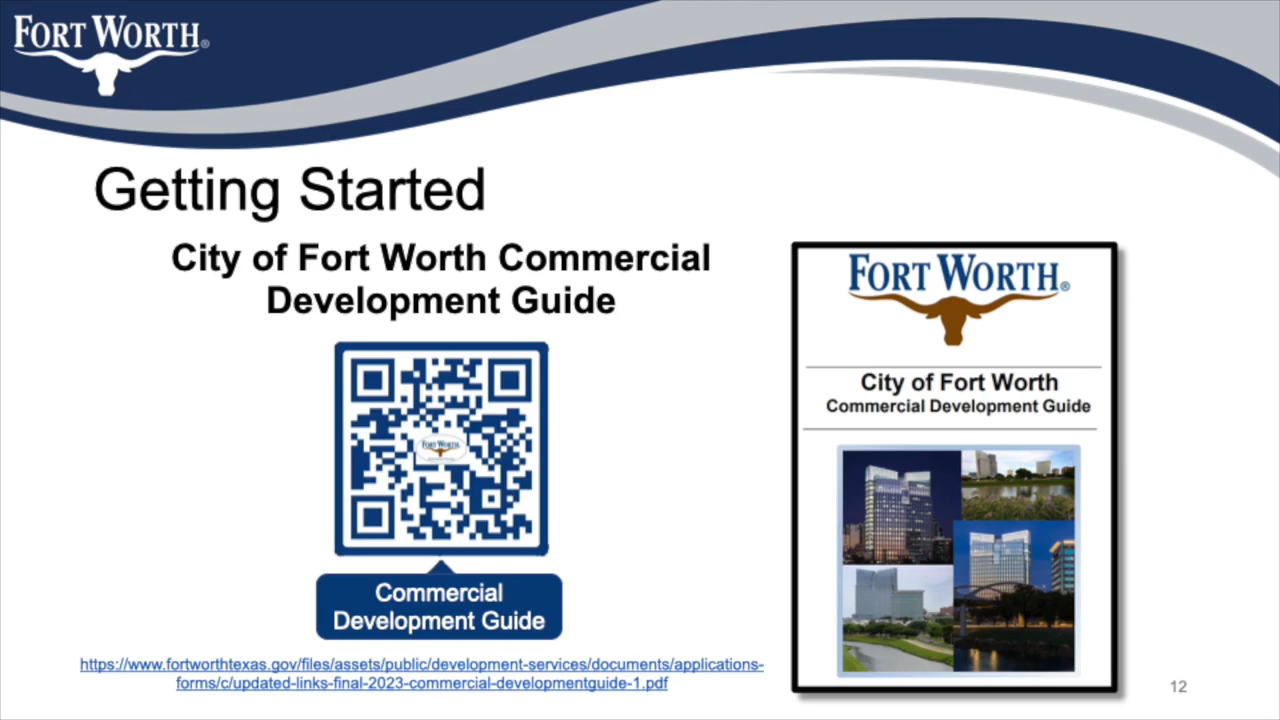 FORT WORTH®
Getting Started
City of Fort Worth Commercial
Development Guide
FORT WORTH
Commercial
Development Guide
https://www.fortworthtexas.gov/files/assets/public/development-services/documents/applications-
forms/c/updated-links-final-2023-commercial-developmentguide-1.pdf
FORT WORTH®
City of Fort Worth
Commercial Development Guide
12